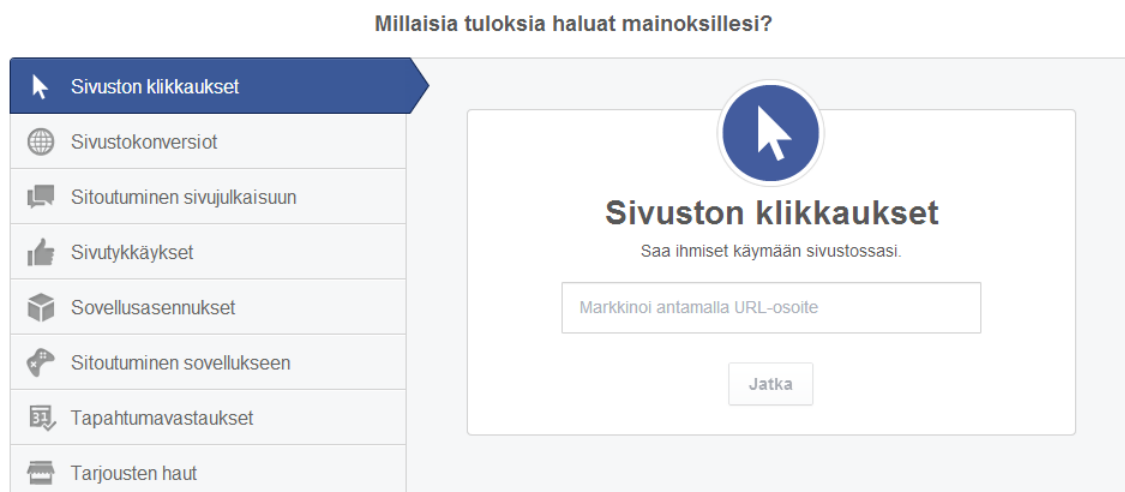 Millaisia tuloksia haluat mainoksillesi?
Sivuston klikkaukset
Sivustokonversiot
Sitoutuminen sivujulkaisuun
Sivutykkäykset
Sovellusasennukset
Sitoutuminen sovellukseen
31
Tapahtumavastaukset
Tarjousten haut
Sivuston klikkaukset
Saa ihmiset käymään sivustossasi.
Markkinoi antamalla URL-osoite
Jatka